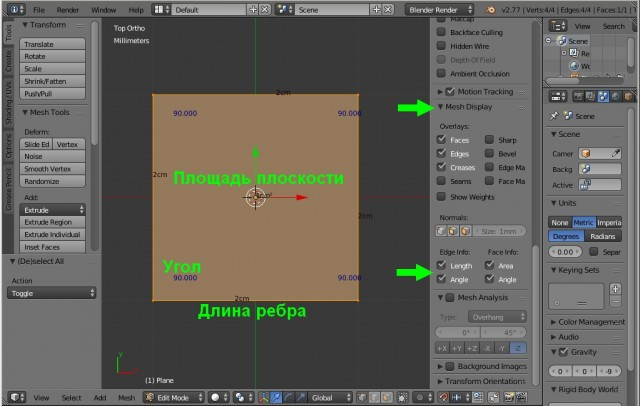 File Render Window Help Default Scene Blender Render v2.77 | Verts:4/4 | Edges:4/4 | Faces:1/1 |
Tools
Create
Shading/UVs
Options
Grease Pencil
Transform
Translate
Rotate
Scale
Shrink/Fatten
Push/Pull
Mesh Tools
Deform:
Slide Ed Vertex
Noise
Smooth Vertex
Randomize
Add:
Extrude
Extrude Region
Extrude Individual
Inset Faces
(De)select All
Action
Toggle
Top Ortho
Millimeters
2cm
90.000 90.000
2cm
Площадь плоскости
2cm
Угол
90.000 90.000
2cm
Длина ребра
y
(1) Plane
View Select Add Mesh Edit Mode Global
Matcap
Backface Culling
Hidden Wire
Depth Of Field
Ambient Occlusion
Motion Tracking
Mesh Display
Overlays:
Faces Sharp
Edges Bevel
Creases Edge Ma
Seams Face Ma
Show Weights
Normals:
Size: 1mm
Edge Info: Face Info:
Length Area
Angle Angle
Mesh Analysis
Type: Overhang
0° 45°
+X +Y +Z -X -Y -Z
Background Images
Transform Orientations
View Search
Scene
Re
Wo
Scene
Scene
Camer
Backg
Active
Units
None Metric Imperia
Degrees Radians
0.00 Separ
Keying Sets
Color Management
Audio
Gravity
0 0 -9
Rigid Body World